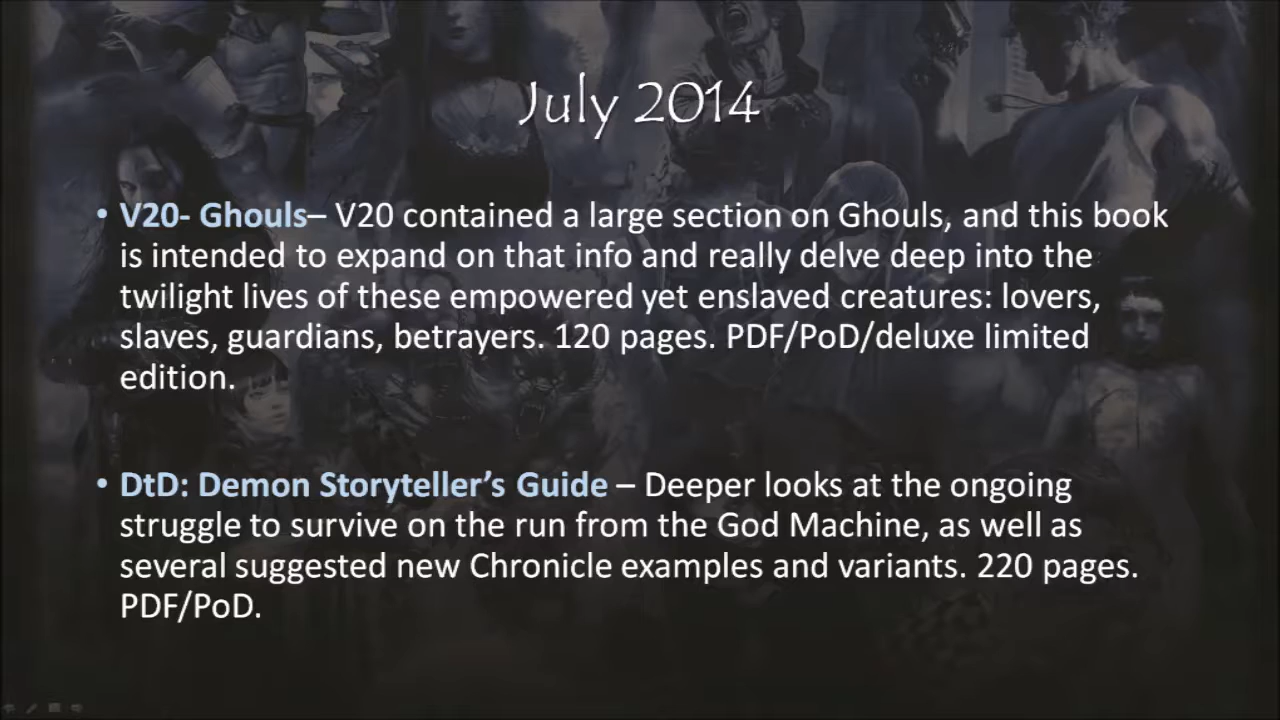 July 2014
• V20- Ghouls– V20 contained a large section on Ghouls, and this book
is intended to expand on that info and really delve deep into the
twilight lives of these empowered yet enslaved creatures: lovers,
slaves, guardians, betrayers. 120 pages. PDF/PoD/deluxe limited
edition.
• DtD: Demon Storyteller’s Guide – Deeper looks at the ongoing
struggle to survive on the run from the God Machine, as well as
several suggested new Chronicle examples and variants. 220 pages.
PDF/PoD.